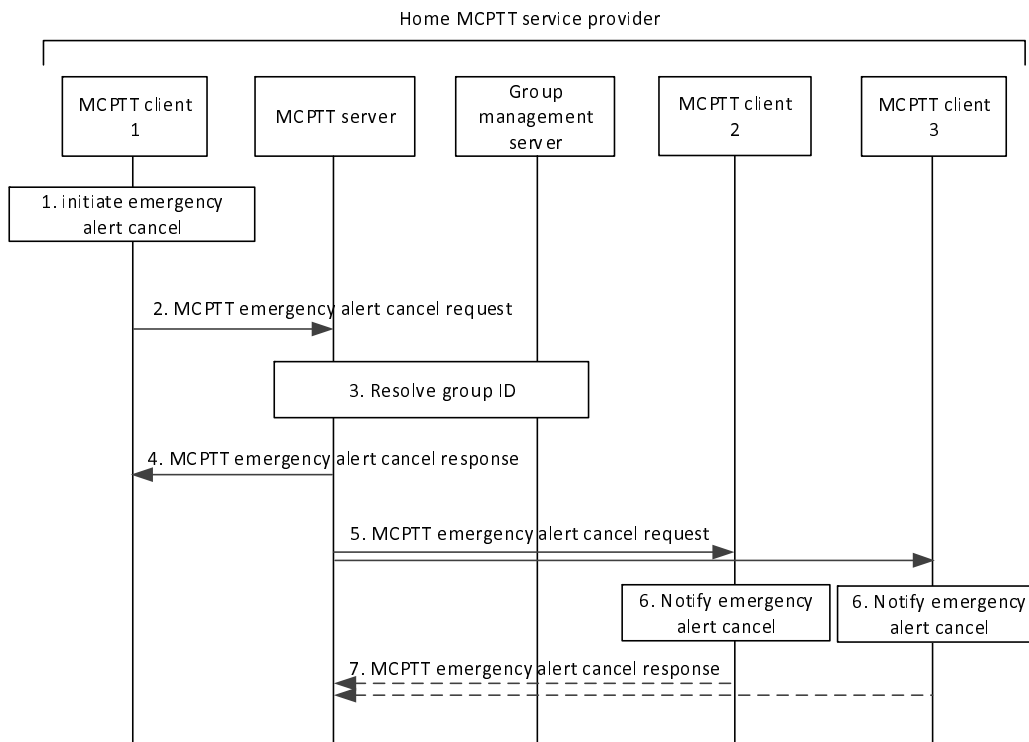 Home MCPTT service provider
MCPTT client
1
MCPTT server
Group
management
server
MCPTT client
2
MCPTT client
3
1. initiate emergency
alert cancel
2. MCPTT emergency alert cancel request
3. Resolve group ID
4. MCPTT emergency alert cancel response
5. MCPTT emergency alert cancel request
6. Notify emergency
alert cancel
6. Notify emergency
alert cancel
7. MCPTT emergency alert cancel response